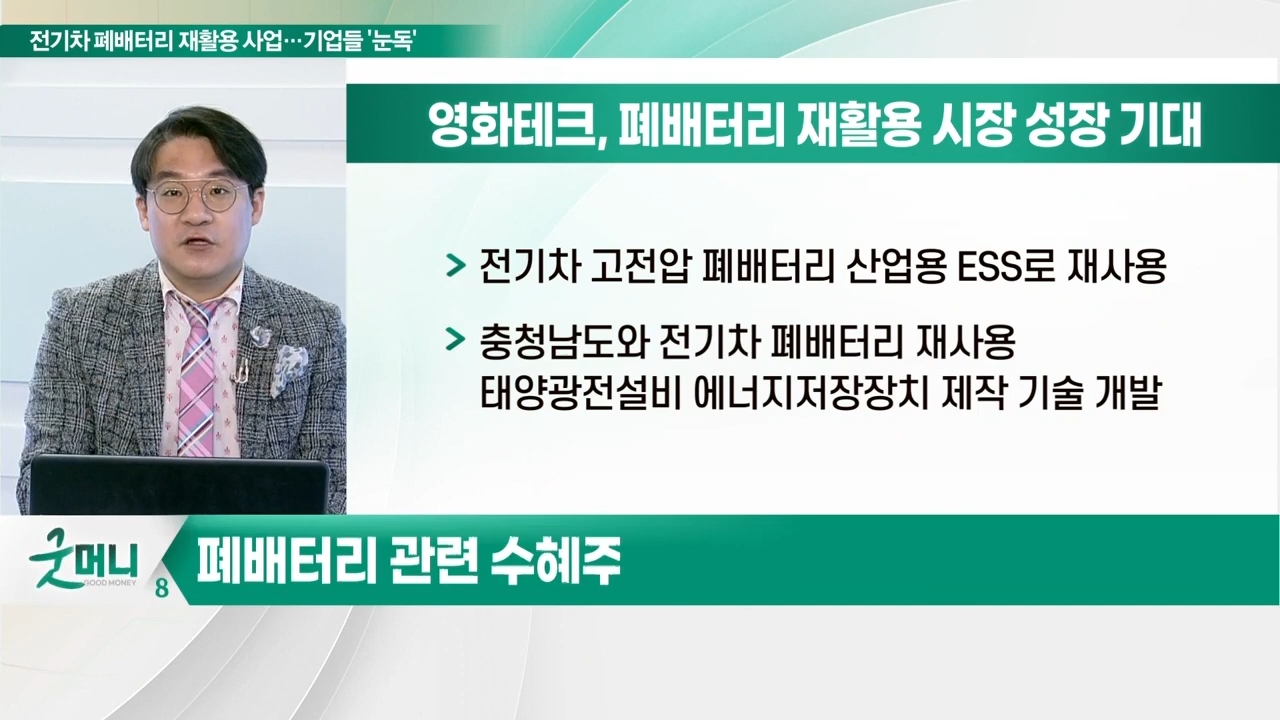 전기차 폐배터리 재활용 사업…기업들 '눈독'
영화테크, 폐배터리 재활용 시장 성장 기대
> 전기차 고전압 폐배터리 산업용 ESS로 재사용
> 충청남도와 전기차 폐배터리 재사용
태양광전설비 에너지저장장치 제작 기술 개발
굿머니
GOOD MONEY
8
폐배터리 관련 수혜주